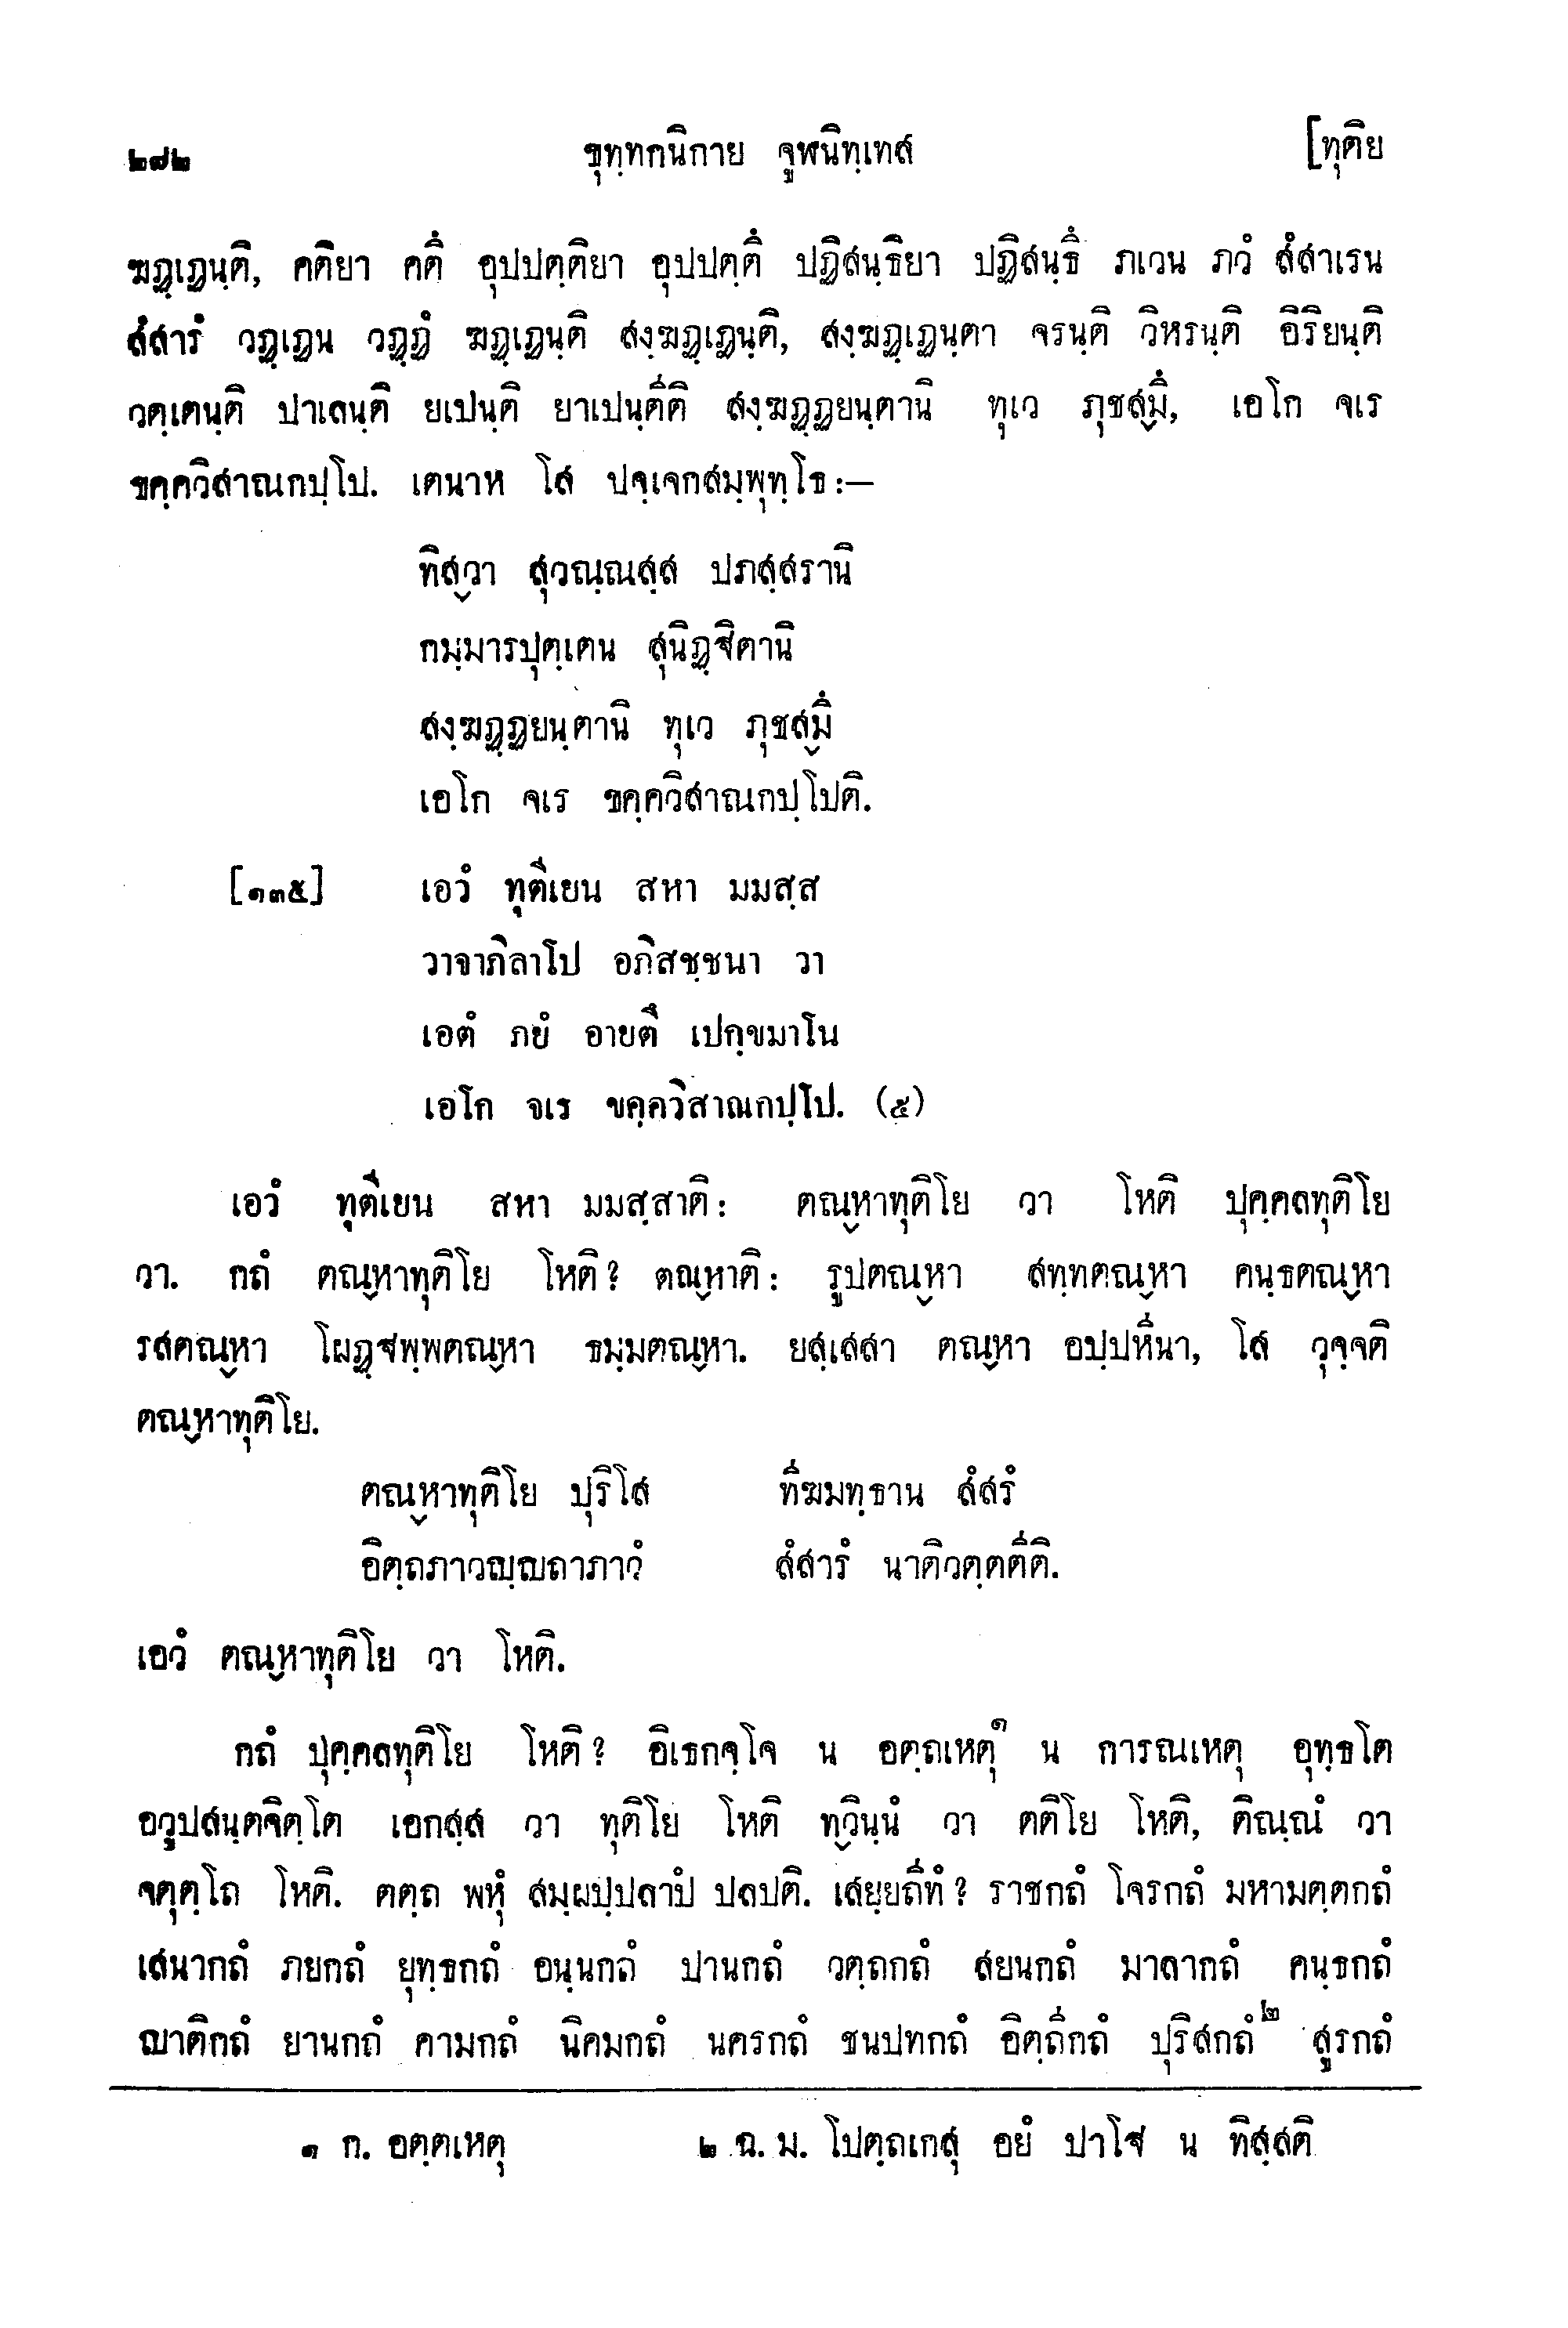 ๒๗๒ ขุทฺทกนิกาย จูฬนิทฺเทส [ทุติย
ฆฏฺเฏนฺติ, คติยา คตึ อุปปตฺติยา อุปปตฺตึ ปฏิสนฺธิยา ปฏิสนฺธึ ภเวน ภวํ สํสาเรน
สํสารํ วฏฺเฏน วฏฺฏํ ฆฏฺเฏนฺติ สงฺฆฏฺเฏนฺติ, สงฺฆฏฺเฏนฺตา จรนฺติ วิหรนฺติ อิริยนฺติ
วตฺเตนฺติ ปาเลนฺติ ยเปนฺติ ยาเปนฺตีติ สงฺฆฏฺฏยนฺตานิ ทุเว ภุชสฺมึ, เอโก จเร
ขคฺควิสาณกปฺโป. เตนาห โส ปจฺเจกสมฺพุทฺโธ :—
ทิสฺวา สุวณฺณสฺส ปภสฺสรานิ
กมฺมารปุตฺเตน สุนิฏฺฐิตานิ
สงฺฆฏฺฏยนฺตานิ ทุเว ภุชสฺมึ
เอโก จเร ขคฺควิสาณกปฺโปติ.
[๑๓๕] เอวํ ทุตีเยน สหา มมสฺส
วาจาภิลาโป อภิสชฺชนา วา
เอตํ ภยํ อายตึ เปกฺขมาโน
เอโก จเร ขคฺควิสาณกปฺโป. (๕)
เอวํ ทุตีเยน สหา มมสฺสาติ : ตณฺหาทุติโย วา โหติ ปุคฺคลทุติโย
วา. กถํ ตณฺหาทุติโย โหติ? ตณฺหาติ : รูปตณฺหา สทฺทตณฺหา คนฺธตณฺหา
รสตณฺหา โผฏฺฐพฺพตณฺหา ธมฺมตณฺหา. ยสฺเสสา ตณฺหา อปฺปหีนา, โส วุจฺจติ
ตณฺหาทุติโย.
ตณฺหาทุติโย ปุริโส ทีฆมทฺธาน สํสรํ
อิตฺถภาวญฺญถาภาวํ สํสารํ นาติวตฺตตีติ.
เอวํ ตณฺหาทุติโย วา โหติ.
กถํ ปุคฺคลทุติโย โหติ? อิเธกจฺโจ น อตฺถเหตุ๑ น การณเหตุ อุทฺธโต
อวูปสนฺตจิตฺโต เอกสฺส วา ทุติโย โหติ ทฺวินฺนํ วา ตติโย โหติ, ติณฺณํ วา
จตุตฺโถ โหติ. ตตฺถ พหุํ สมฺผปฺปลาปํ ปลปติ. เสยฺยถีทํ? ราชกถํ โจรกถํ มหามตฺตกถํ
เสนากถํ ภยกถํ ยุทฺธกถํ อนฺนกถํ ปานกถํ วตฺถกถํ สยนกถํ มาลากถํ คนฺธกถํ
ญาติกถํ ยานกถํ คามกถํ นิคมกถํ นครกถํ ชนปทกถํ อิตฺถีกถํ ปุริสกถํ๒ สูรกถํ
๑ ก. อตฺตเหตุ ๒ ฉ. ม. โปตฺถเกสุ อยํ ปาโฐ น ทิสฺสติ